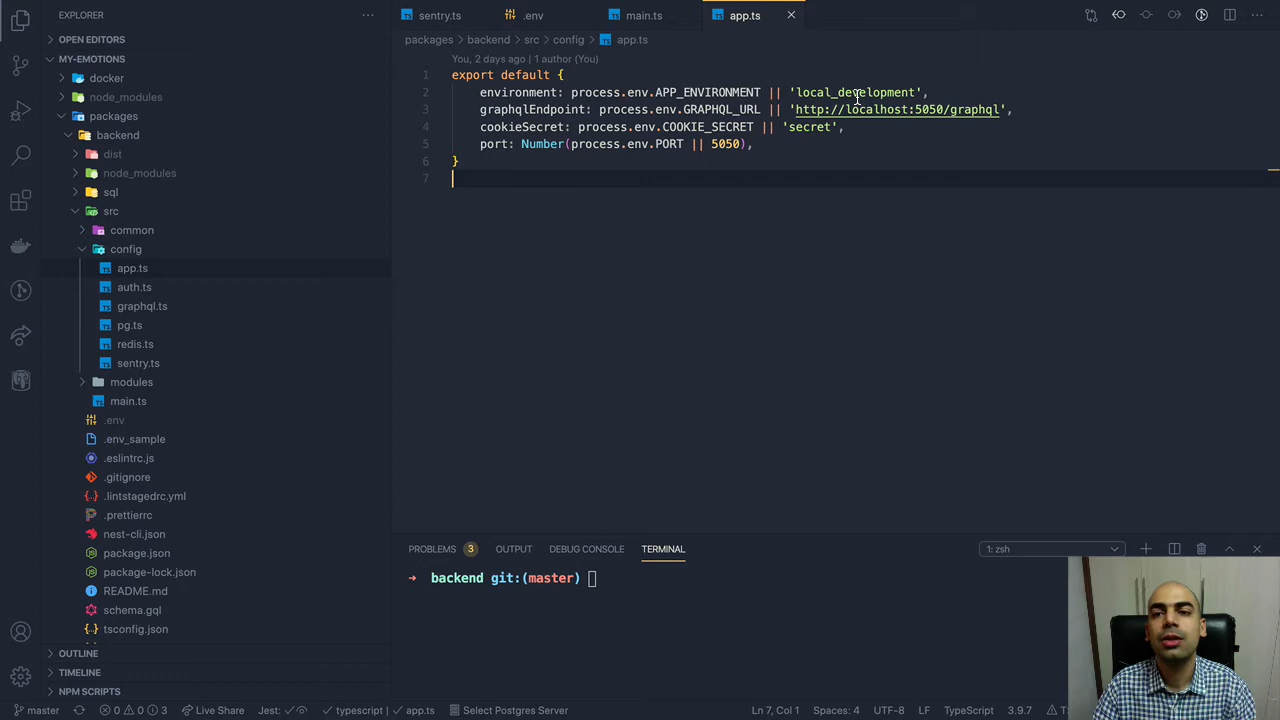 EXPLORER
OPEN EDITORS
MY-EMOTIONS
docker
node_modules
packages
backend
dist
node_modules
sql
src
common
config
app.ts
auth.ts
graphql.ts
pg.ts
redis.ts
sentry.ts
modules
main.ts
.env
.env_sample
.eslintrc.js
.gitignore
.lintstagedrc.yml
.prettierrc
nest-cli.json
package.json
package-lock.json
README.md
schema.gql
tsconfig.json
OUTLINE
TIMELINE
NPM SCRIPTS
sentry.ts .env main.ts app.ts
packages > backend > src > config > app.ts
You, 2 days ago | 1 author (You)
1 export default {
2 environment: process.env.APP_ENVIRONMENT || 'local_development',
3 graphqlEndpoint: process.env.GRAPHQL_URL || 'http://localhost:5050/graphql',
4 cookieSecret: process.env.COOKIE_SECRET || 'secret',
5 port: Number(process.env.PORT || 5050),
6 }
7
PROBLEMS 3 OUTPUT DEBUG CONSOLE TERMINAL 1: zsh
→ backend git:(master)
master 0 0 3 Live Share Jest: typescript | app.ts Select Postgres Server Ln 7, Col 1 Spaces: 4 UTF-8 LF TypeScript 3.9.7